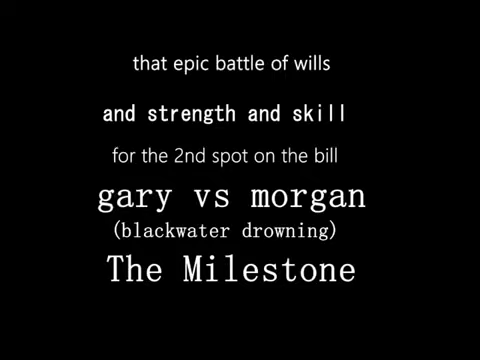 that epic battle of wills
and strength and skill
for the 2nd spot on the bill
gary vs morgan
(blackwater drowning)
The Milestone